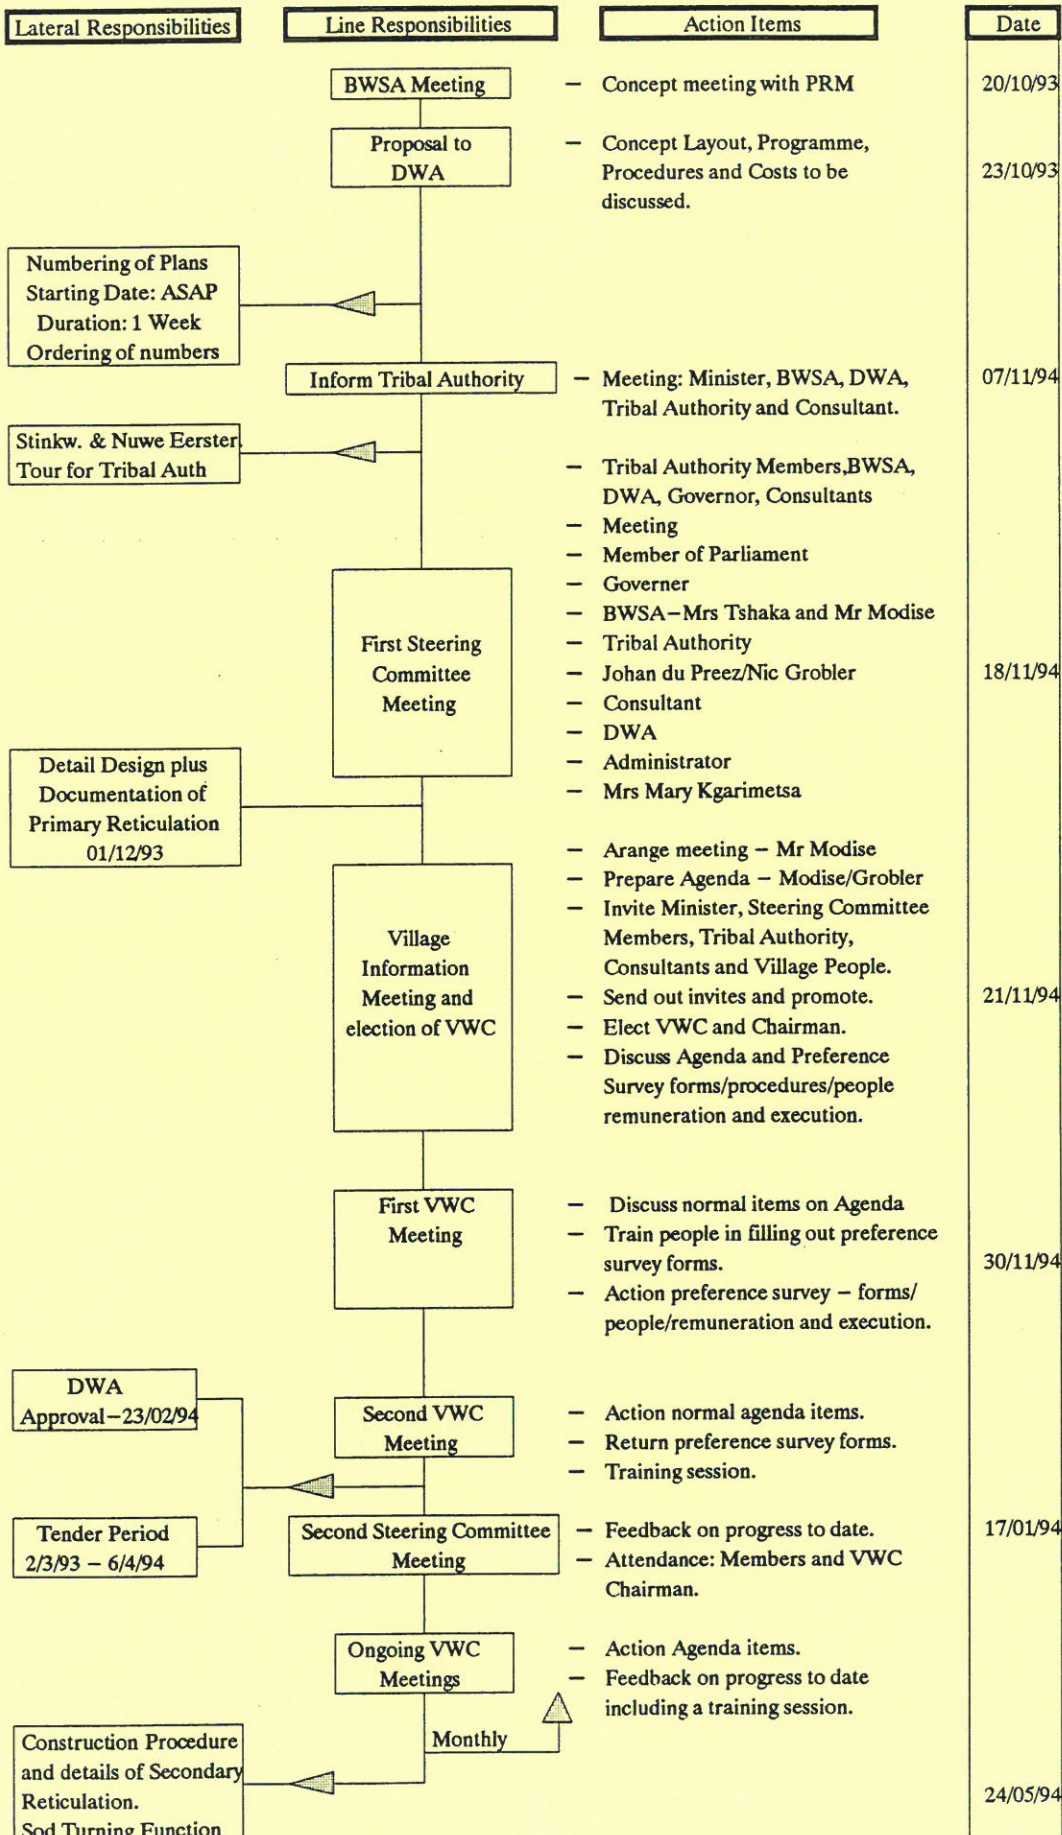 Lateral Responsibilities
Line Responsibilities
Action Items
Date
BWSA Meeting
– Concept meeting with PRM
20/10/93
Proposal to
DWA
– Concept Layout, Programme,
Procedures and Costs to be
discussed.
23/10/93
Numbering of Plans
Starting Date: ASAP
Duration: 1 Week
Ordering of numbers
Inform Tribal Authority
– Meeting: Minister, BWSA, DWA,
Tribal Authority and Consultant.
07/11/94
Stinkw. & Nuwe Eerster.
Tour for Tribal Auth
– Tribal Authority Members,BWSA,
DWA, Governor, Consultants
– Meeting
– Member of Parliament
– Governer
– BWSA–Mrs Tshaka and Mr Modise
– Tribal Authority
– Johan du Preez/Nic Grobler
– Consultant
– DWA
– Administrator
– Mrs Mary Kgarimetsa
First Steering
Committee
Meeting
18/11/94
Detail Design plus
Documentation of
Primary Reticulation
01/12/93
Village
Information
Meeting and
election of VWC
– Arange meeting – Mr Modise
– Prepare Agenda – Modise/Grobler
– Invite Minister, Steering Committee
Members, Tribal Authority,
Consultants and Village People.
– Send out invites and promote.
– Elect VWC and Chairman.
– Discuss Agenda and Preference
Survey forms/procedures/people
remuneration and execution.
21/11/94
First VWC
Meeting
– Discuss normal items on Agenda
– Train people in filling out preference
survey forms.
– Action preference survey – forms/
people/remuneration and execution.
30/11/94
DWA
Approval–23/02/94
Second VWC
Meeting
– Action normal agenda items.
– Return preference survey forms.
– Training session.
Tender Period
2/3/93 – 6/4/94
Second Steering Committee
Meeting
– Feedback on progress to date.
– Attendance: Members and VWC
Chairman.
17/01/94
Ongoing VWC
Meetings
– Action Agenda items.
– Feedback on progress to date
including a training session.
Monthly
Construction Procedure
and details of Secondary
Reticulation.
Sod Turning Function
24/05/94